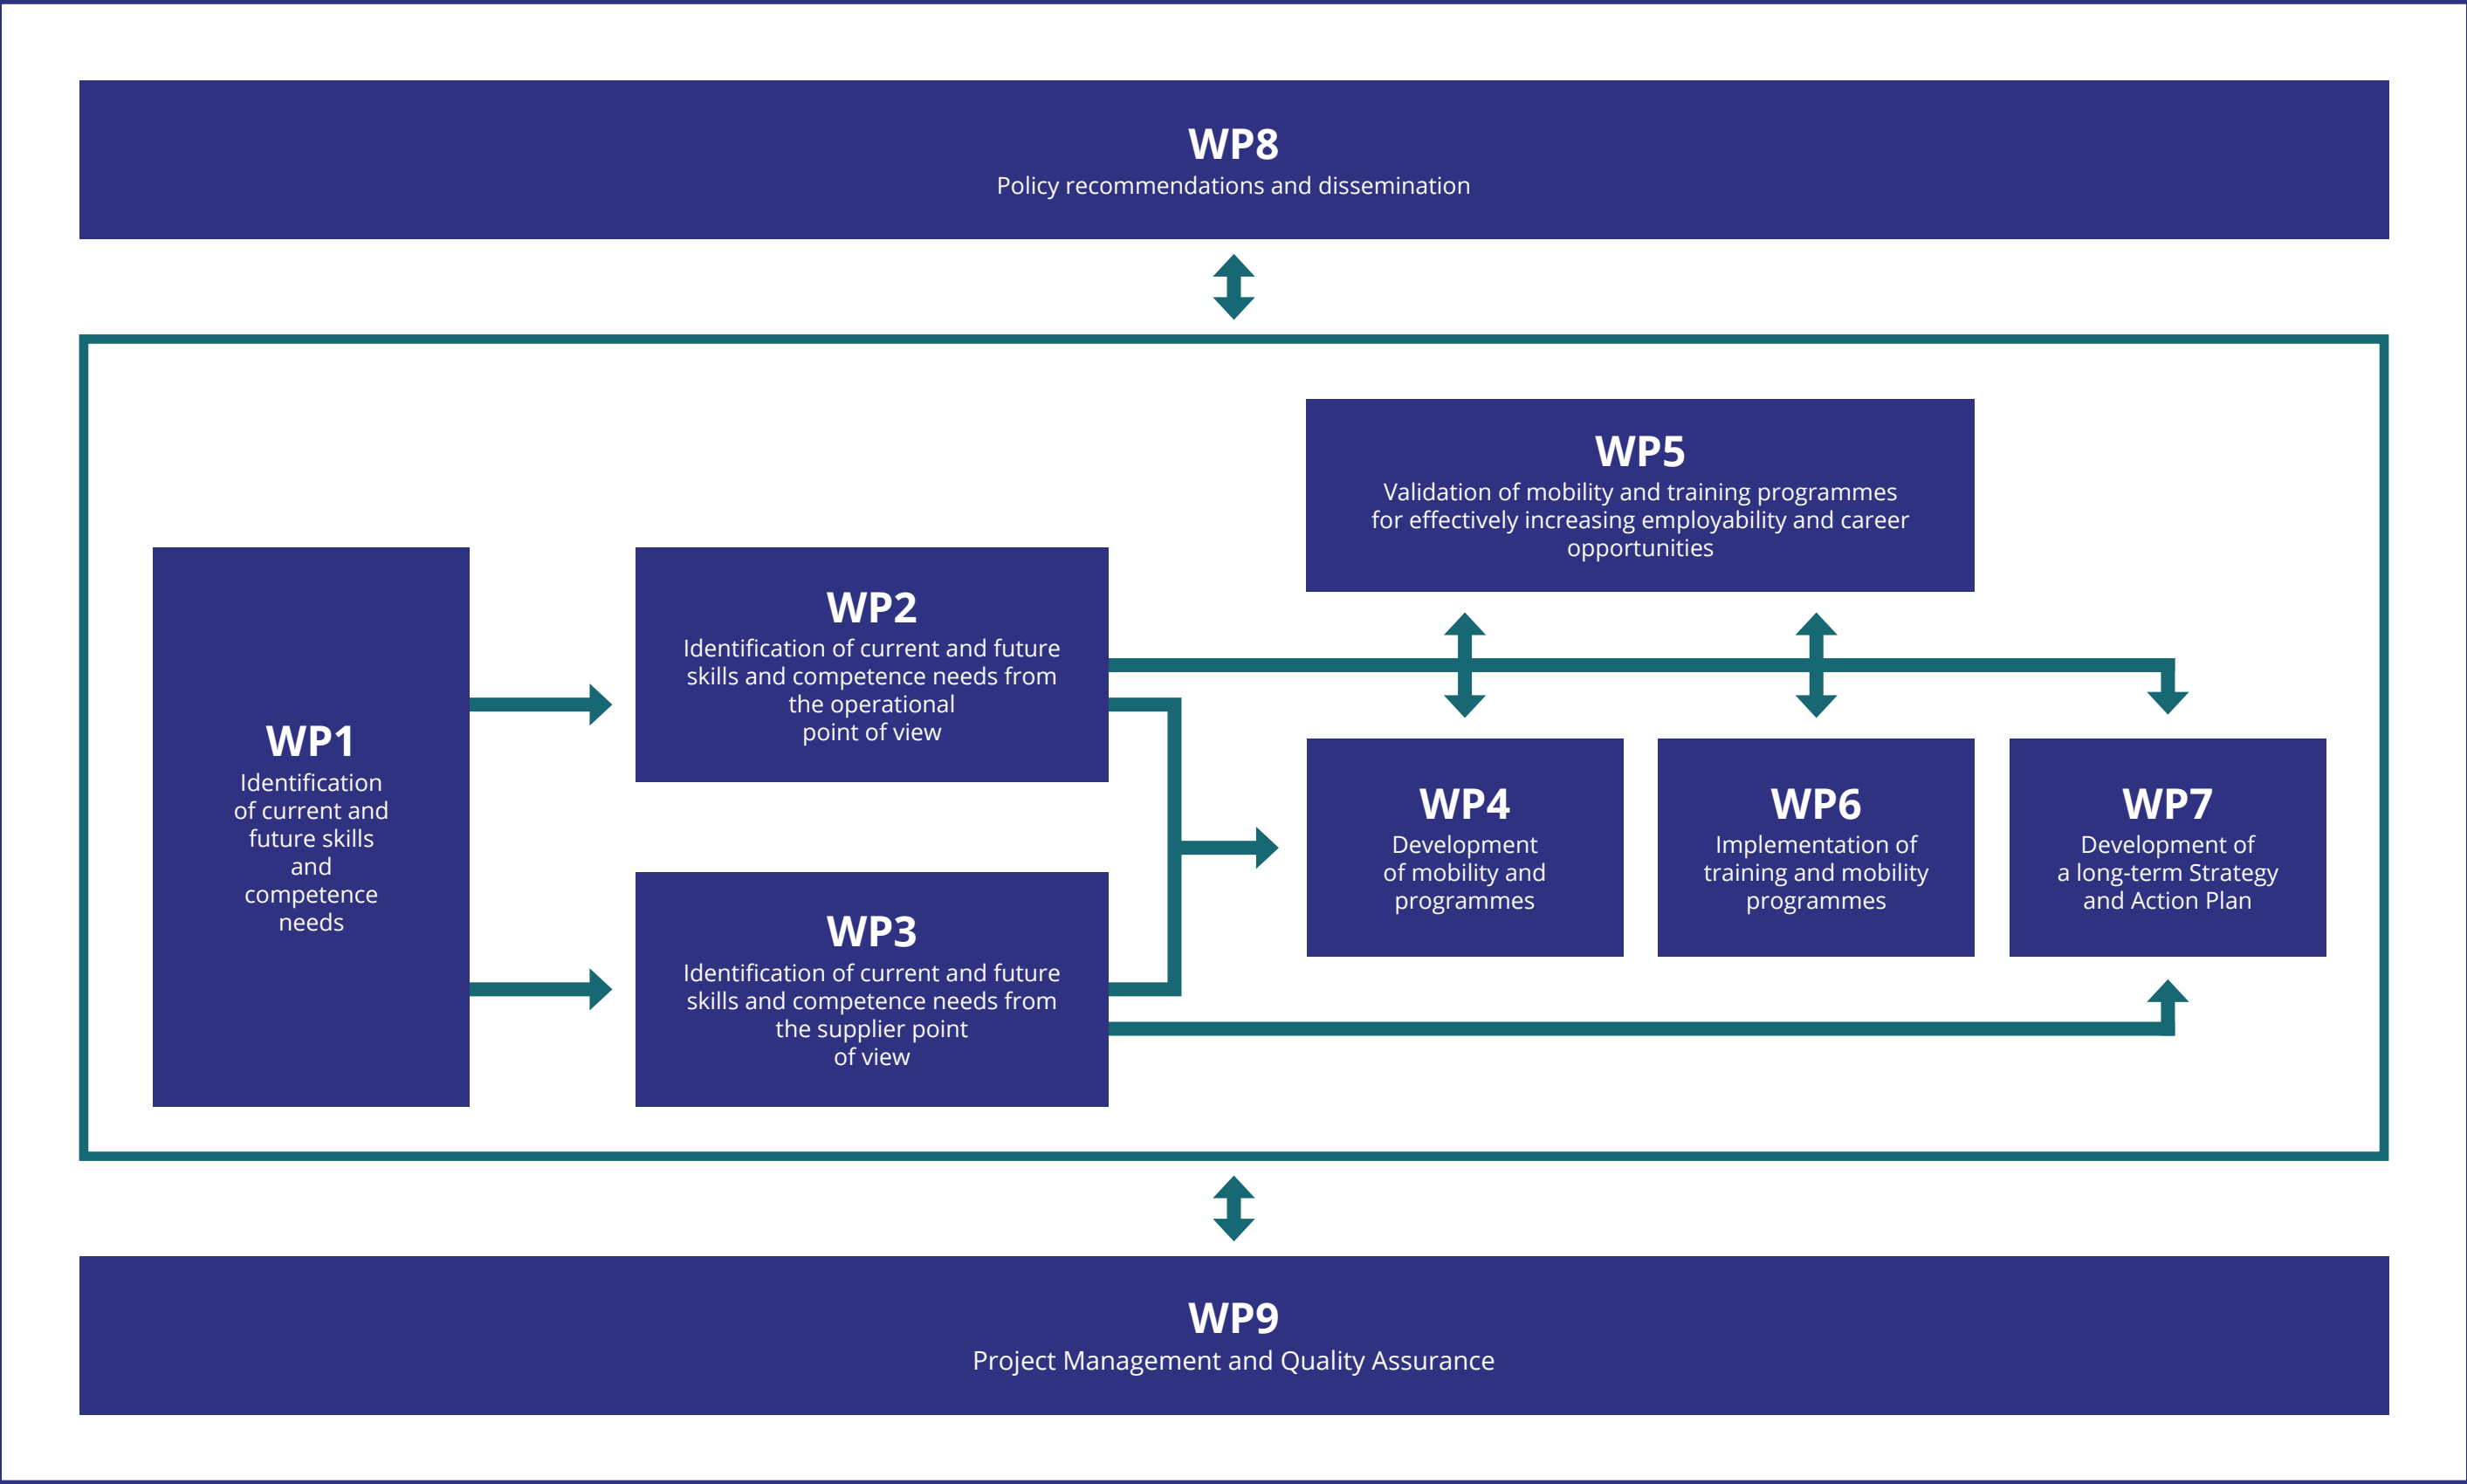 WP8
Policy recommendations and dissemination
WP5
Validation of mobility and training programmes
for effectively increasing employability and career
opportunities
WP1
Identification
of current and
future skills
and
competence
needs
WP2
Identification of current and future
skills and competence needs from
the operational
point of view
WP3
Identification of current and future
skills and competence needs from
the supplier point
of view
WP4
Development
of mobility and
programmes
WP6
Implementation of
training and mobility
programmes
WP7
Development of
a long-term Strategy
and Action Plan
WP9
Project Management and Quality Assurance